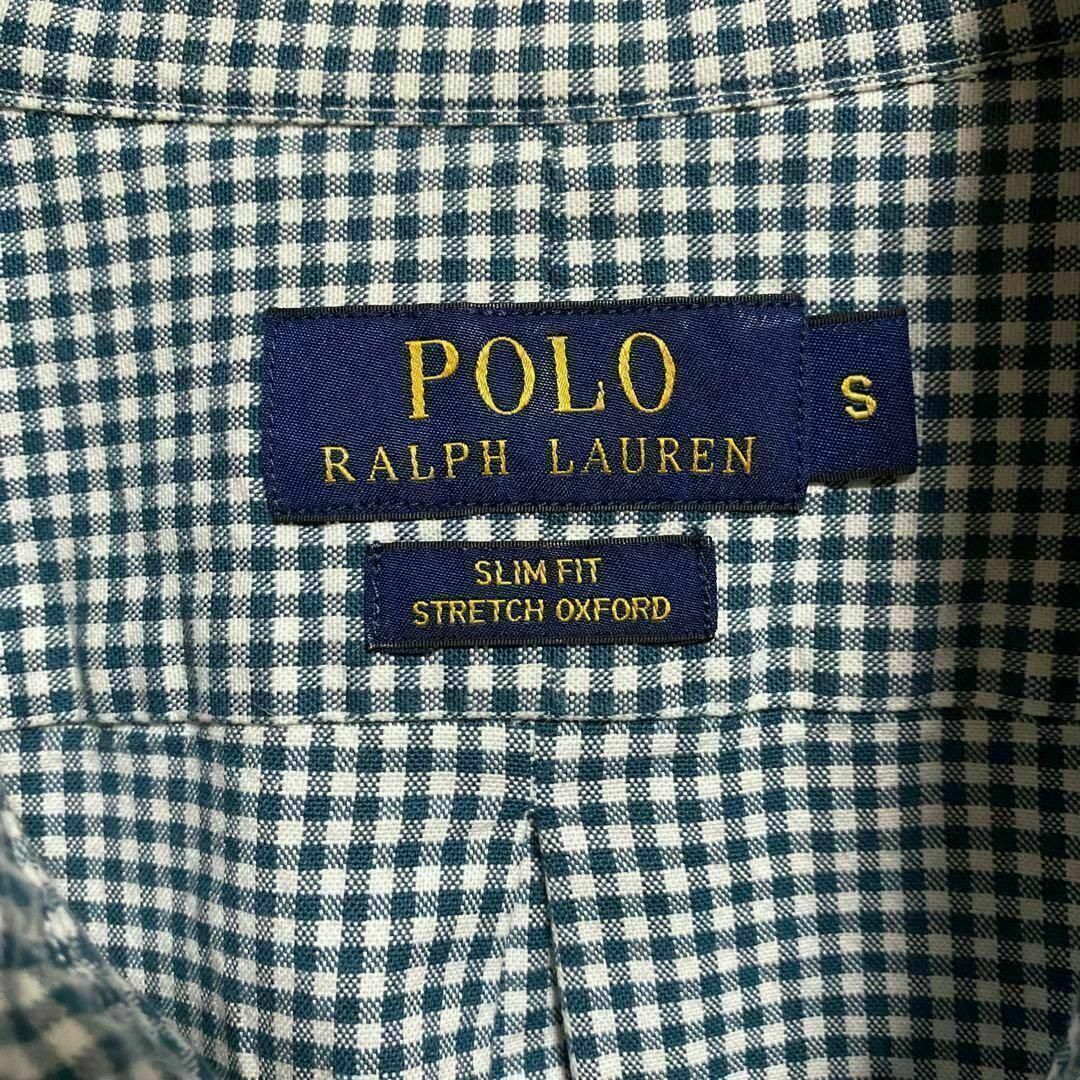 POLO
RALPH LAUREN
S
SLIM FIT
STRETCH OXFORD